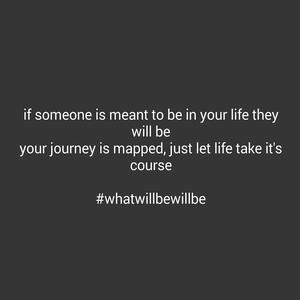 if someone is meant to be in your life they
will be
your journey is mapped, just let life take it's
course
#whatwillbewillbe